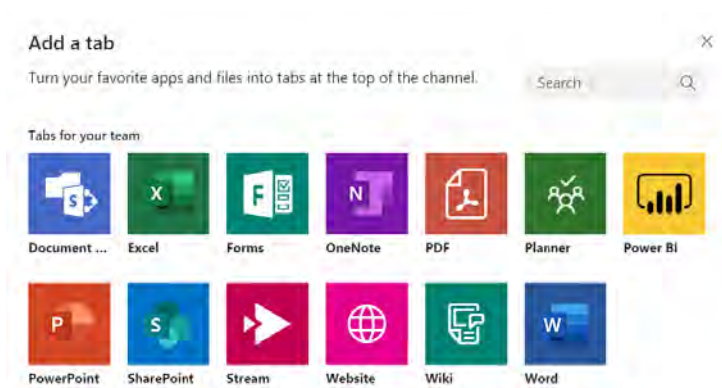 Add a tab
Turn your favorite apps and files into tabs at the top of the channel.
Search
Tabs for your team
S
X
F
N
Document ...
Excel
Forms
OneNote
PDF
Planner
Power BI
P
S
W
PowerPoint
SharePoint
Stream
Website
Wiki
Word